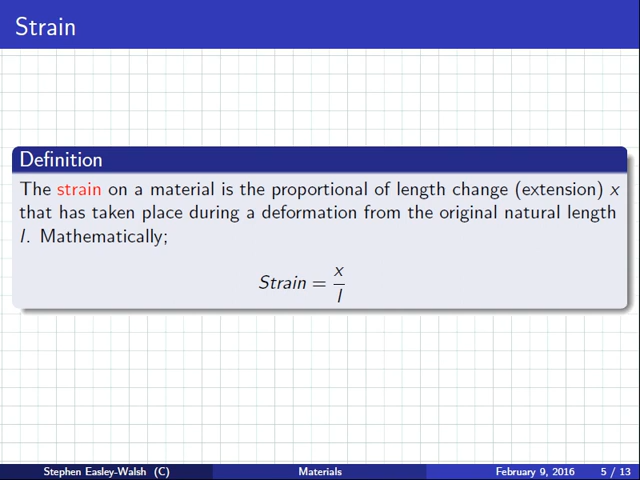 Strain
Definition
The strain on a material is the proportional of length change (extension) x
that has taken place during a deformation from the original natural length
l. Mathematically;
Strain = x/l
Stephen Easley-Walsh (C) Materials February 9, 2016 5 / 13